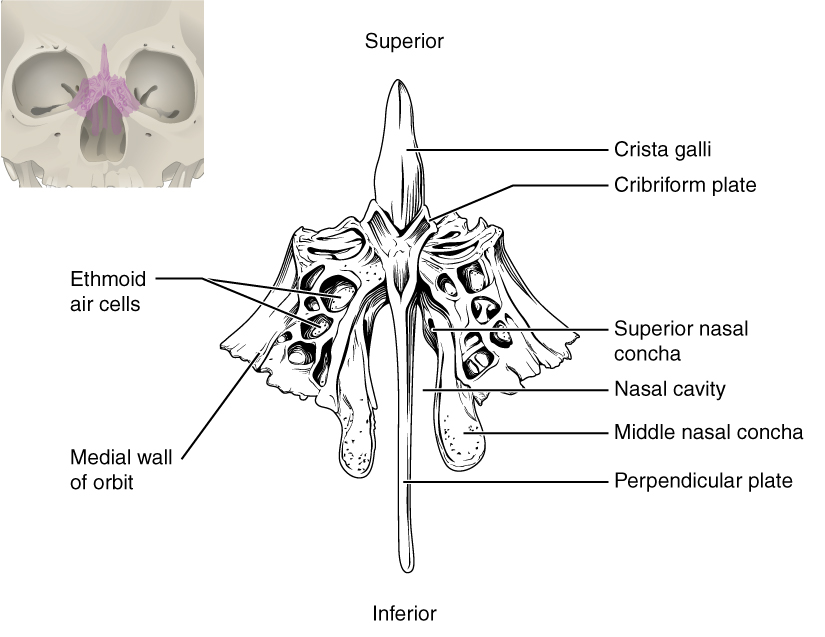 Superior
Crista galli
Cribriform plate
Ethmoid
air cells
Superior nasal
concha
Nasal cavity
Middle nasal concha
Medial wall
of orbit
Perpendicular plate
Inferior